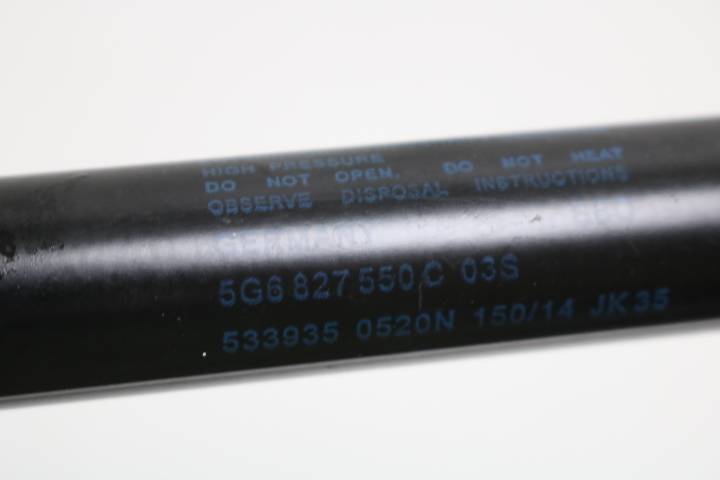 HIGH PRESSURE
DO NOT OPEN. DO NOT HEAT
OBSERVE DISPOSAL INSTRUCTIONS
GERMANY
5G6 827 550 C 03S
533935 0520N 150/14 JK35